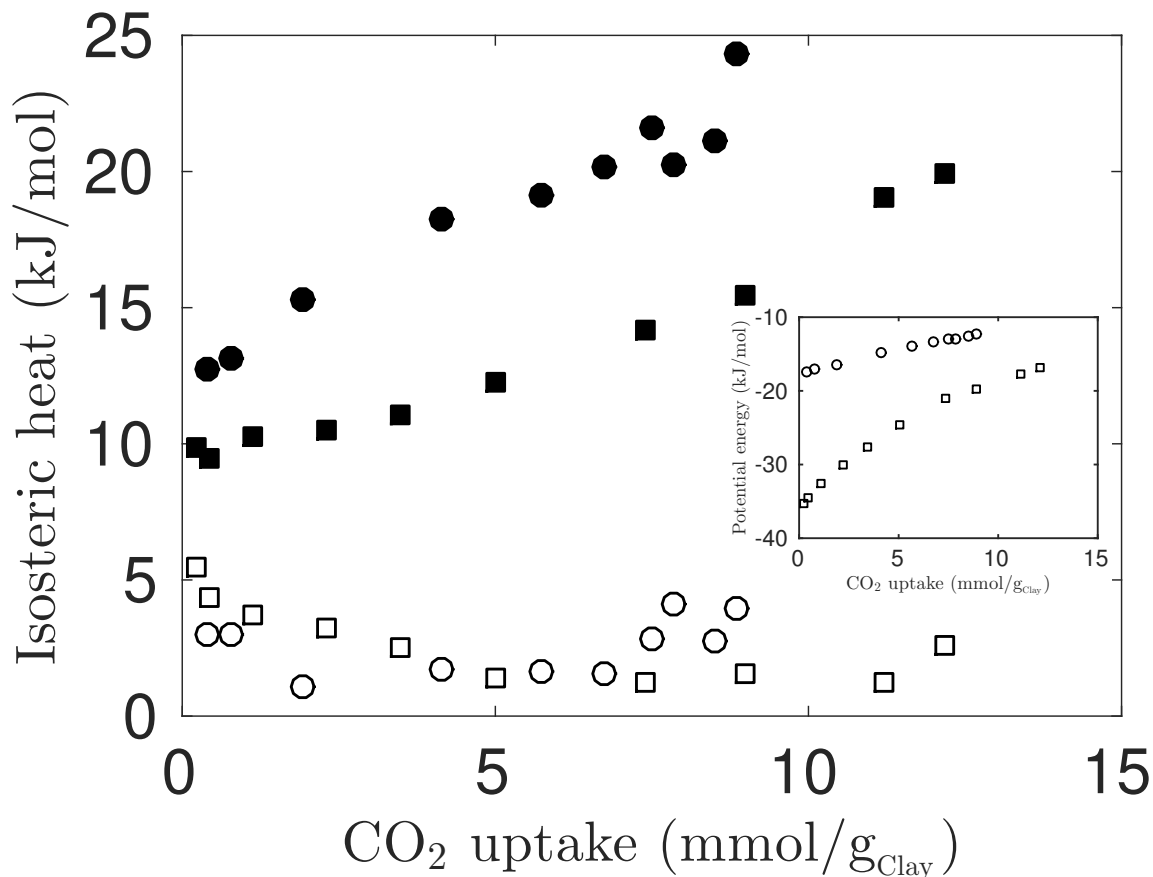 25
20
15
10
5
0
0 5 10 15
Isosteric heat (kJ/mol)
CO₂ uptake (mmol/g_Clay)
-10
-20
-30
-40
0 5 10 15
Potential energy (kJ/mol)
CO₂ uptake (mmol/g_Clay)